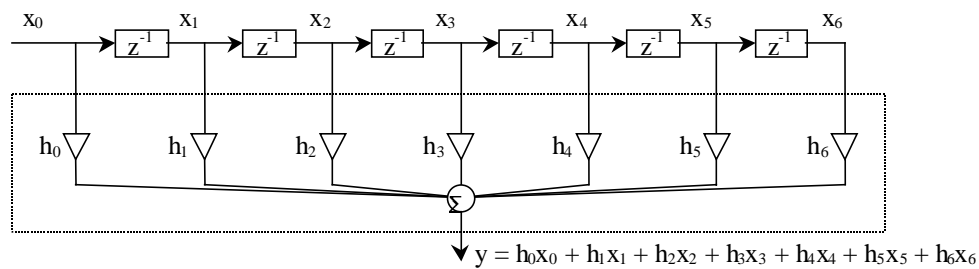 x₀ x₁ x₂ x₃ x₄ x₅ x₆
z⁻¹ z⁻¹ z⁻¹ z⁻¹ z⁻¹ z⁻¹
h₀ h₁ h₂ h₃ h₄ h₅ h₆
Σ
y = h₀x₀ + h₁x₁ + h₂x₂ + h₃x₃ + h₄x₄ + h₅x₅ + h₆x₆